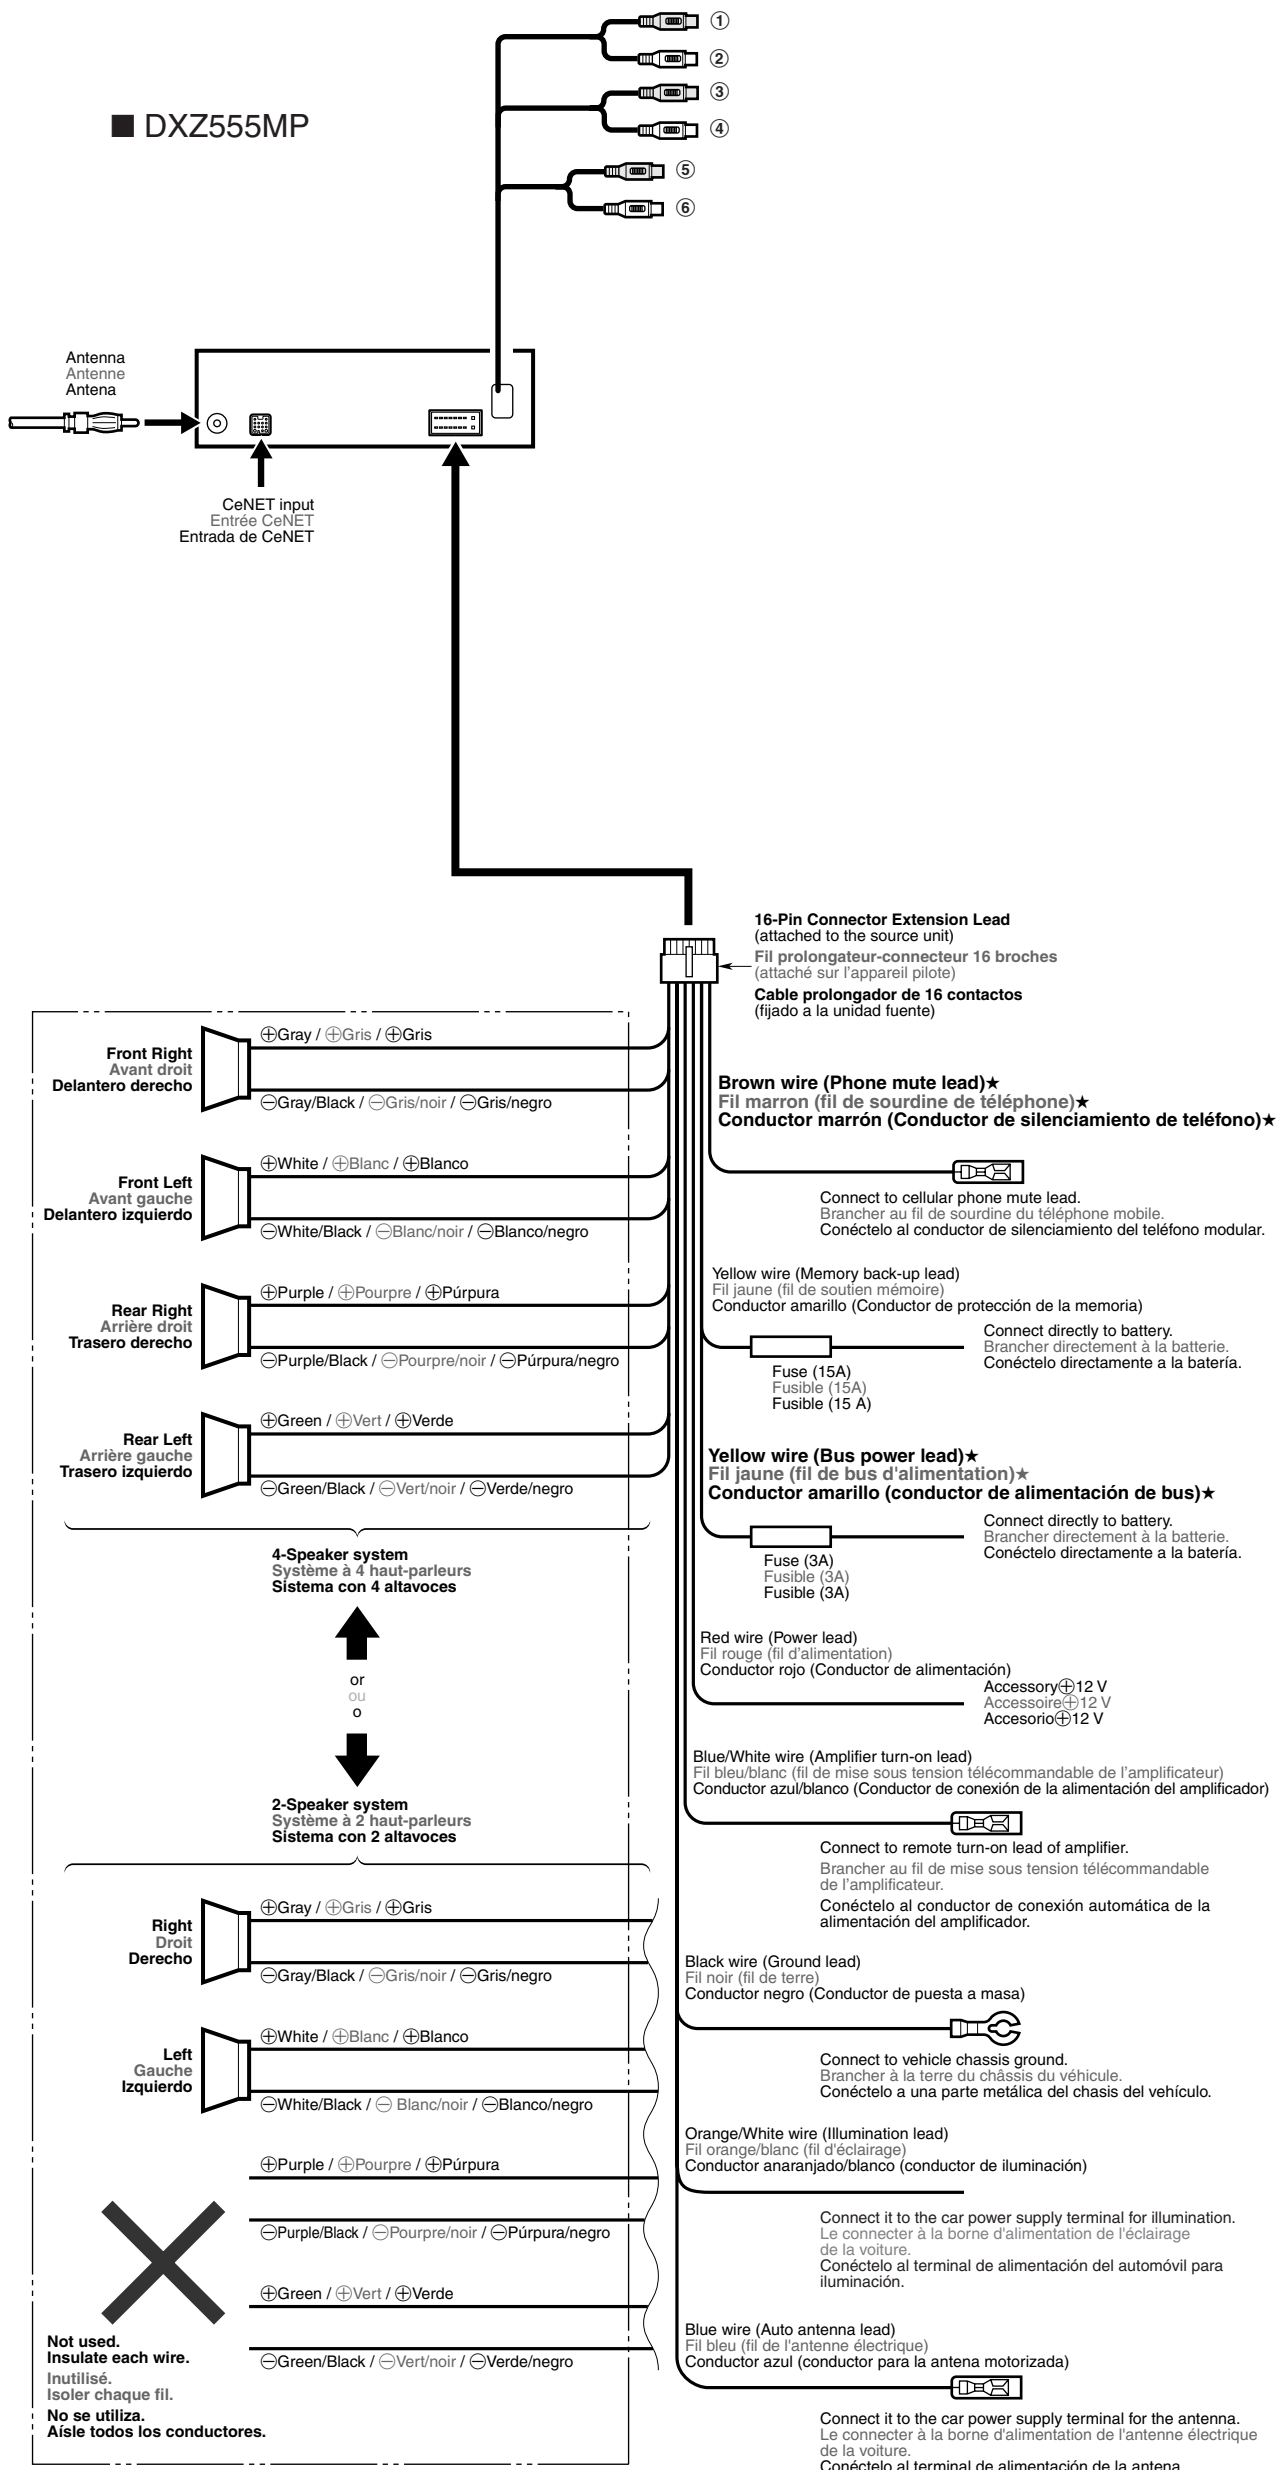 ①
②
③
④
■ DXZ555MP
⑤
⑥
Antenna
Antenne
Antena
CeNET input
Entrée CeNET
Entrada de CeNET
16-Pin Connector Extension Lead
(attached to the source unit)
Fil prolongateur-connecteur 16 broches
(attaché sur l'appareil pilote)
Cable prolongador de 16 contactos
(fijado a la unidad fuente)
Front Right
Avant droit
Delantero derecho
⊕Gray / ⊕Gris / ⊕Gris
⊖Gray/Black / ⊖Gris/noir / ⊖Gris/negro
Front Left
Avant gauche
Delantero izquierdo
⊕White / ⊕Blanc / ⊕Blanco
⊖White/Black / ⊖Blanc/noir / ⊖Blanco/negro
Rear Right
Arrière droit
Trasero derecho
⊕Purple / ⊕Pourpre / ⊕Púrpura
⊖Purple/Black / ⊖Pourpre/noir / ⊖Púrpura/negro
Rear Left
Arrière gauche
Trasero izquierdo
⊕Green / ⊕Vert / ⊕Verde
⊖Green/Black / ⊖Vert/noir / ⊖Verde/negro
4-Speaker system
Système à 4 haut-parleurs
Sistema con 4 altavoces
or
ou
o
2-Speaker system
Système à 2 haut-parleurs
Sistema con 2 altavoces
Right
Droit
Derecho
⊕Gray / ⊕Gris / ⊕Gris
⊖Gray/Black / ⊖Gris/noir / ⊖Gris/negro
Left
Gauche
Izquierdo
⊕White / ⊕Blanc / ⊕Blanco
⊖White/Black / ⊖ Blanc/noir / ⊖Blanco/negro
⊕Purple / ⊕Pourpre / ⊕Púrpura
⊖Purple/Black / ⊖Pourpre/noir / ⊖Púrpura/negro
⊕Green / ⊕Vert / ⊕Verde
⊖Green/Black / ⊖Vert/noir / ⊖Verde/negro
Not used.
Insulate each wire.
Inutilisé.
Isoler chaque fil.
No se utiliza.
Aísle todos los conductores.
Brown wire (Phone mute lead)★
Fil marron (fil de sourdine de téléphone)★
Conductor marrón (Conductor de silenciamiento de teléfono)★
Connect to cellular phone mute lead.
Brancher au fil de sourdine du téléphone mobile.
Conéctelo al conductor de silenciamiento del teléfono modular.
Yellow wire (Memory back-up lead)
Fil jaune (fil de soutien mémoire)
Conductor amarillo (Conductor de protección de la memoria)
Connect directly to battery.
Brancher directement à la batterie.
Conéctelo directamente a la batería.
Fuse (15A)
Fusible (15A)
Fusible (15 A)
Yellow wire (Bus power lead)★
Fil jaune (fil de bus d'alimentation)★
Conductor amarillo (conductor de alimentación de bus)★
Connect directly to battery.
Brancher directement à la batterie.
Conéctelo directamente a la batería.
Fuse (3A)
Fusible (3A)
Fusible (3A)
Red wire (Power lead)
Fil rouge (fil d'alimentation)
Conductor rojo (Conductor de alimentación)
Accessory⊕12 V
Accessoire⊕12 V
Accesorio⊕12 V
Blue/White wire (Amplifier turn-on lead)
Fil bleu/blanc (fil de mise sous tension télécommandable de l'amplificateur)
Conductor azul/blanco (Conductor de conexión de la alimentación del amplificador)
Connect to remote turn-on lead of amplifier.
Brancher au fil de mise sous tension télécommandable
de l'amplificateur.
Conéctelo al conductor de conexión automática de la
alimentación del amplificador.
Black wire (Ground lead)
Fil noir (fil de terre)
Conductor negro (Conductor de puesta a masa)
Connect to vehicle chassis ground.
Brancher à la terre du châssis du véhicule.
Conéctelo a una parte metálica del chasis del vehículo.
Orange/White wire (Illumination lead)
Fil orange/blanc (fil d'éclairage)
Conductor anaranjado/blanco (conductor de iluminación)
Connect it to the car power supply terminal for illumination.
Le connecter à la borne d'alimentation de l'éclairage
de la voiture.
Conéctelo al terminal de alimentación del automóvil para
iluminación.
Blue wire (Auto antenna lead)
Fil bleu (fil de l'antenne électrique)
Conductor azul (conductor para la antena motorizada)
Connect it to the car power supply terminal for the antenna.
Le connecter à la borne d'alimentation de l'antenne électrique
de la voiture.
Conéctelo al terminal de alimentación de la antena